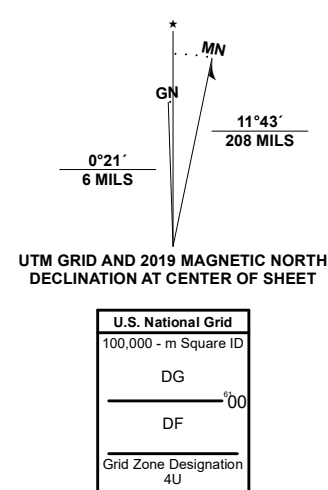 ★
MN
GN
11°43´
208 MILS
0°21´
6 MILS
UTM GRID AND 2019 MAGNETIC NORTH
DECLINATION AT CENTER OF SHEET
U.S. National Grid
100,000 - m Square ID
DG
6100
DF
Grid Zone Designation
4U